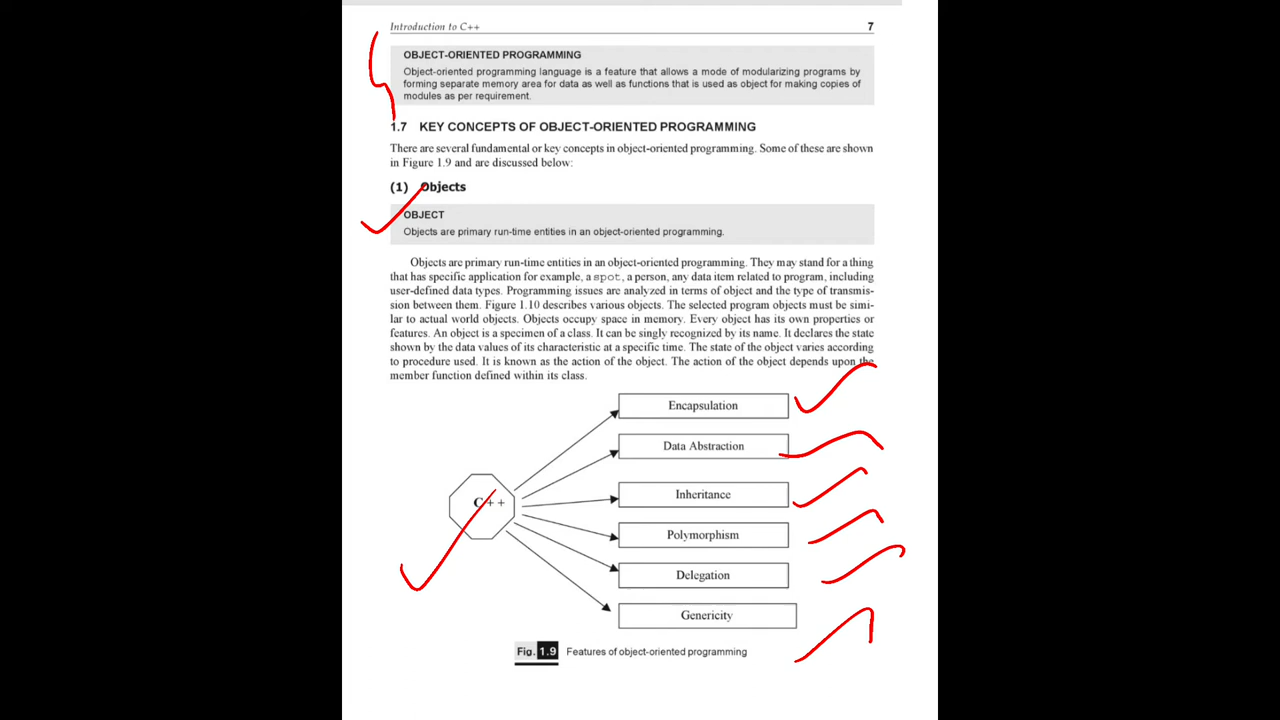 Introduction to C++ 7
OBJECT-ORIENTED PROGRAMMING
Object-oriented programming language is a feature that allows a mode of modularizing programs by
forming separate memory area for data as well as functions that is used as object for making copies of
modules as per requirement.
1.7 KEY CONCEPTS OF OBJECT-ORIENTED PROGRAMMING
There are several fundamental or key concepts in object-oriented programming. Some of these are shown
in Figure 1.9 and are discussed below:
(1) Objects
OBJECT
Objects are primary run-time entities in an object-oriented programming.
Objects are primary run-time entities in an object-oriented programming. They may stand for a thing
that has specific application for example, a spot, a person, any data item related to program, including
user-defined data types. Programming issues are analyzed in terms of object and the type of transmis-
sion between them. Figure 1.10 describes various objects. The selected program objects must be simi-
lar to actual world objects. Objects occupy space in memory. Every object has its own properties or
features. An object is a specimen of a class. It can be singly recognized by its name. It declares the state
shown by the data values of its characteristic at a specific time. The state of the object varies according
to procedure used. It is known as the action of the object. The action of the object depends upon the
member function defined within its class.
Encapsulation
Data Abstraction
Inheritance
C++
Polymorphism
Delegation
Genericity
Fig. 1.9 Features of object-oriented programming